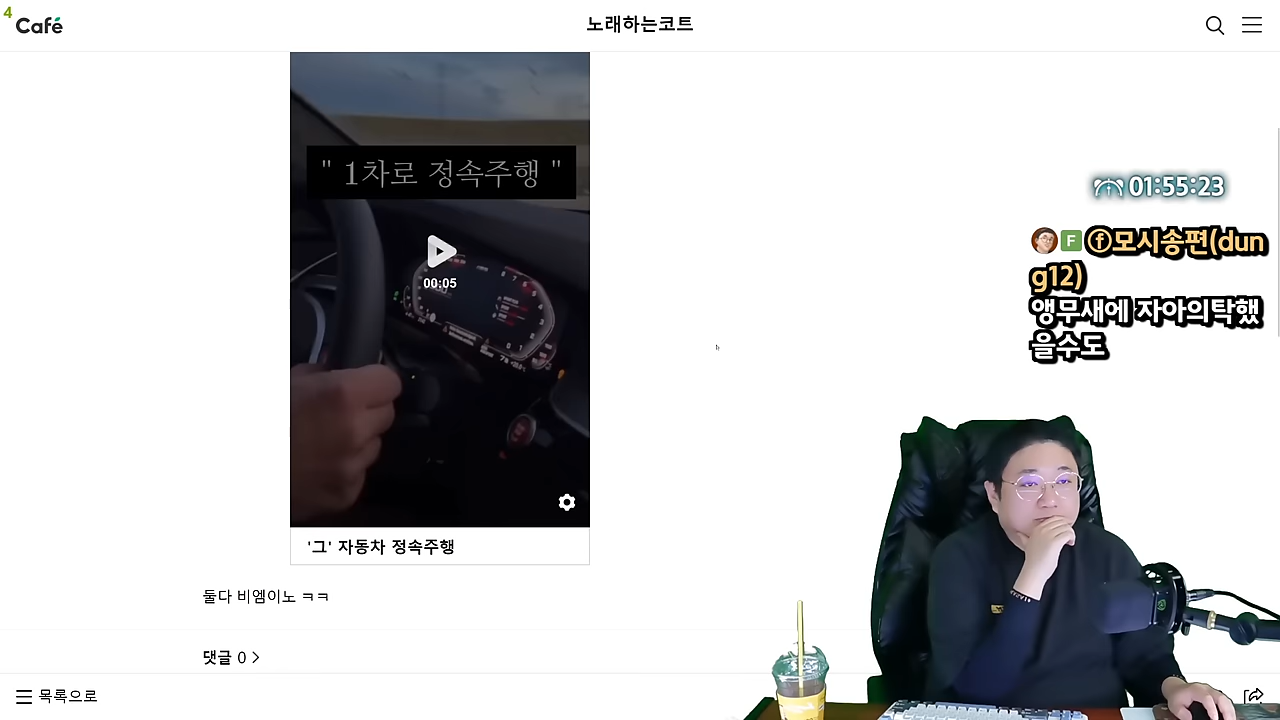 4
Café
노래하는코트
" 1차로 정속주행 "
00:05
01:55:23
F ⓕ모시송편(dun
g12)
앵무새에 자아의탁했
을수도
'그' 자동차 정속주행
둘다 비엠이노 ㅋㅋ
댓글 0
목록으로